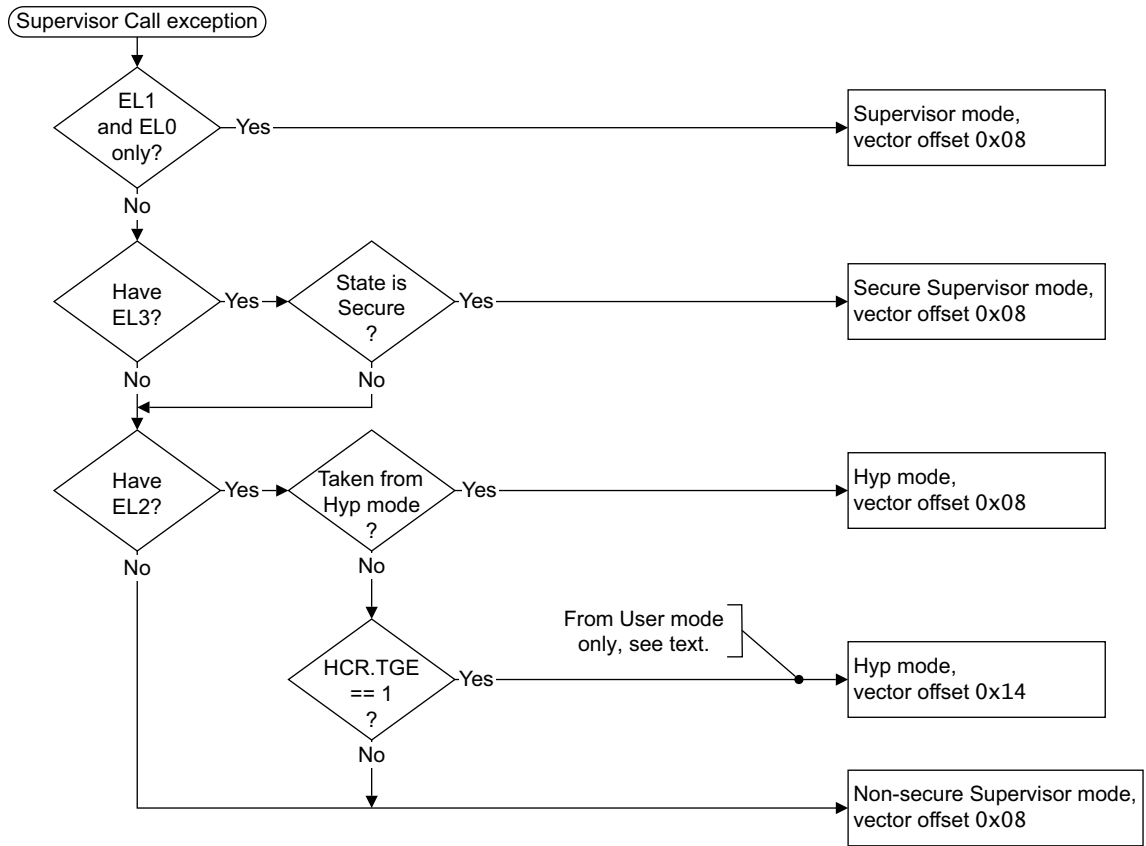 Supervisor Call exception
EL1
and EL0
only?
Yes
Supervisor mode,
vector offset 0x08
No
Have
EL3?
Yes
State is
Secure
?
Yes
Secure Supervisor mode,
vector offset 0x08
No
No
Have
EL2?
Yes
Taken from
Hyp mode
?
Yes
Hyp mode,
vector offset 0x08
No
No
From User mode
only, see text.
HCR.TGE
== 1
?
Yes
Hyp mode,
vector offset 0x14
No
Non-secure Supervisor mode,
vector offset 0x08